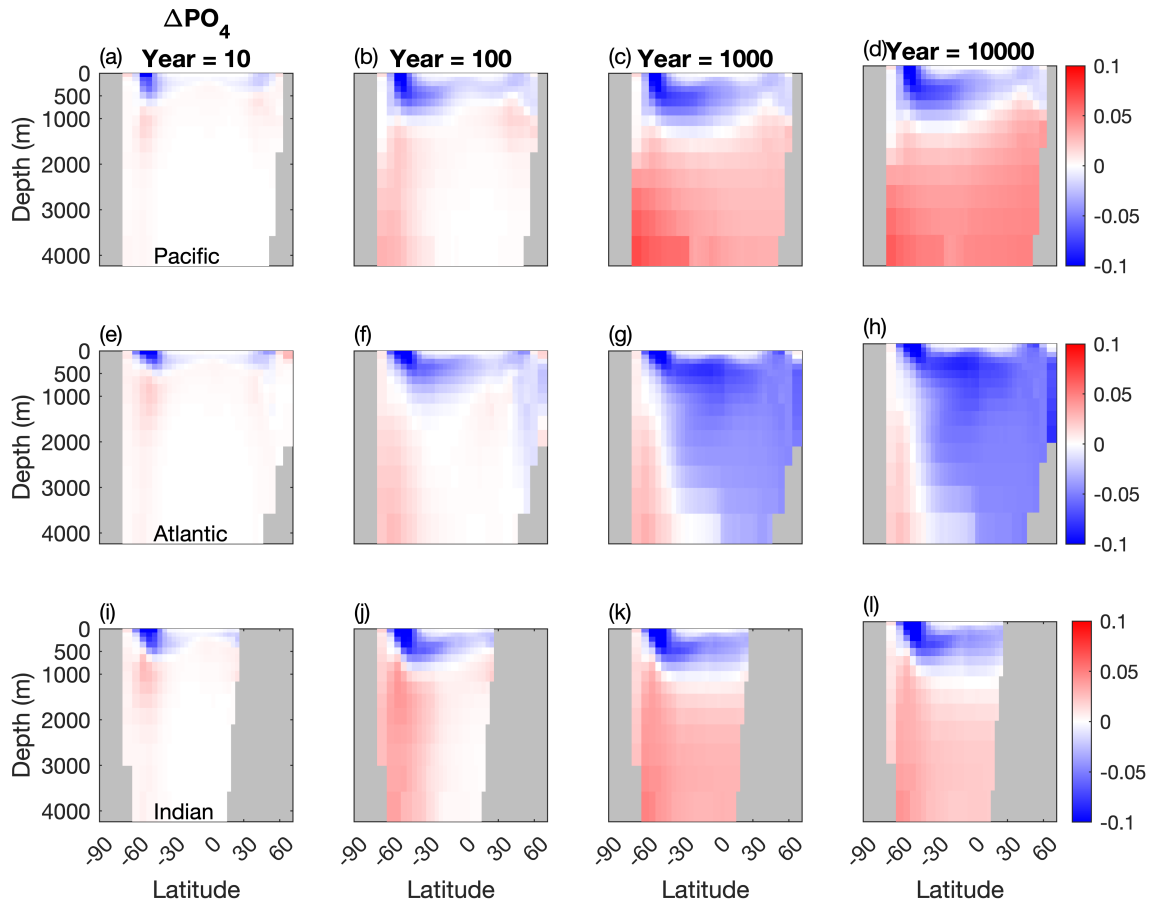 ΔPO4
(a) Year = 10 (b) Year = 100 (c) Year = 1000 (d) Year = 10000
0
500
1000
2000
3000
4000
Depth (m)
Pacific
0.1
0.05
0
-0.05
-0.1
(e) (f) (g) (h)
0
500
1000
2000
3000
4000
Depth (m)
Atlantic
0.1
0.05
0
-0.05
-0.1
(i) (j) (k) (l)
0
500
1000
2000
3000
4000
Depth (m)
Indian
0.1
0.05
0
-0.05
-0.1
-90 -60 -30 0 30 60 -90 -60 -30 0 30 60 -90 -60 -30 0 30 60 -90 -60 -30 0 30 60
Latitude Latitude Latitude Latitude